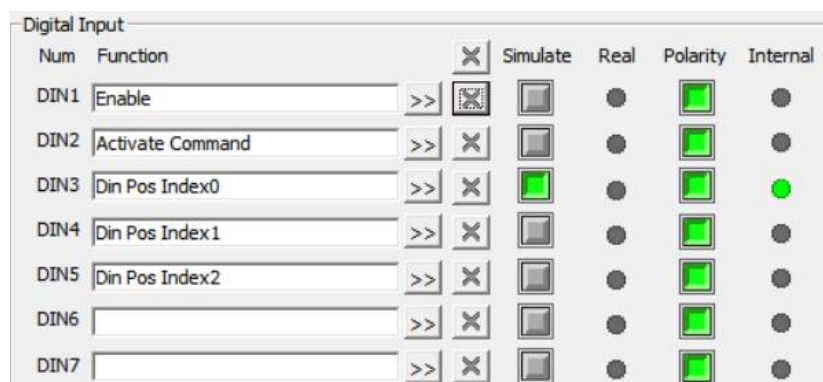 Digital Input
Num Function Simulate Real Polarity Internal
DIN1 Enable >>
DIN2 Activate Command >>
DIN3 Din Pos Index0 >>
DIN4 Din Pos Index1 >>
DIN5 Din Pos Index2 >>
DIN6 >>
DIN7 >>